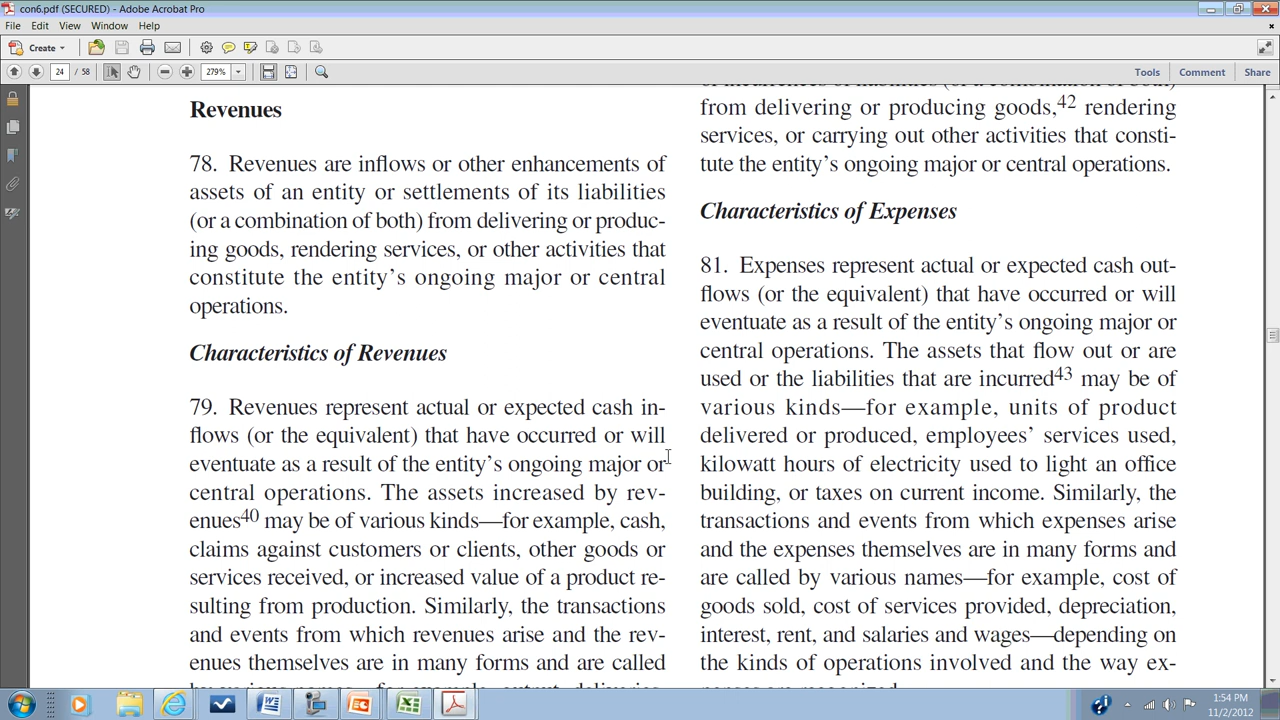 con6.pdf (SECURED) - Adobe Acrobat Pro
File Edit View Window Help
Create
24 / 58 279% Tools Comment Share
Revenues
78. Revenues are inflows or other enhancements of
assets of an entity or settlements of its liabilities
(or a combination of both) from delivering or produc-
ing goods, rendering services, or other activities that
constitute the entity's ongoing major or central
operations.
Characteristics of Revenues
79. Revenues represent actual or expected cash in-
flows (or the equivalent) that have occurred or will
eventuate as a result of the entity's ongoing major or
central operations. The assets increased by rev-
enues40 may be of various kinds—for example, cash,
claims against customers or clients, other goods or
services received, or increased value of a product re-
sulting from production. Similarly, the transactions
and events from which revenues arise and the rev-
enues themselves are in many forms and are called
from delivering or producing goods,42 rendering
services, or carrying out other activities that consti-
tute the entity's ongoing major or central operations.
Characteristics of Expenses
81. Expenses represent actual or expected cash out-
flows (or the equivalent) that have occurred or will
eventuate as a result of the entity's ongoing major or
central operations. The assets that flow out or are
used or the liabilities that are incurred43 may be of
various kinds—for example, units of product
delivered or produced, employees' services used,
kilowatt hours of electricity used to light an office
building, or taxes on current income. Similarly, the
transactions and events from which expenses arise
and the expenses themselves are in many forms and
are called by various names—for example, cost of
goods sold, cost of services provided, depreciation,
interest, rent, and salaries and wages—depending on
the kinds of operations involved and the way ex-
1:54 PM
11/2/2012